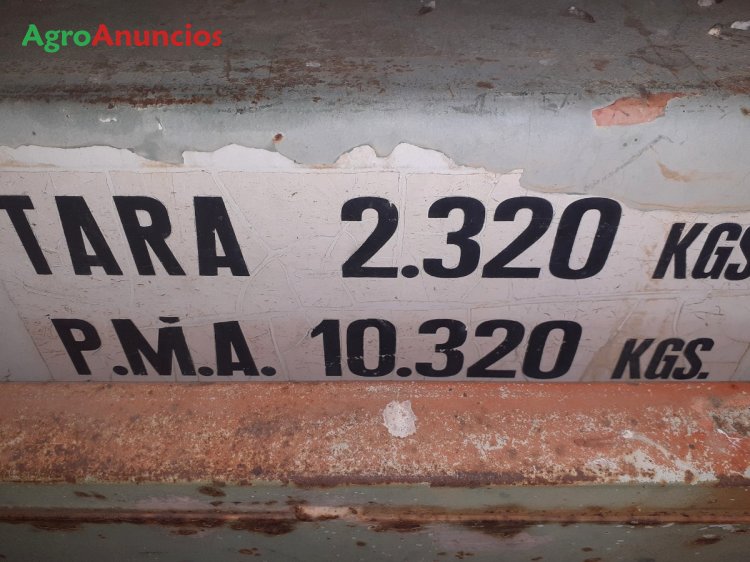 AgroAnuncios
TARA 2.320 KGS
P.M.A. 10.320 KGS.